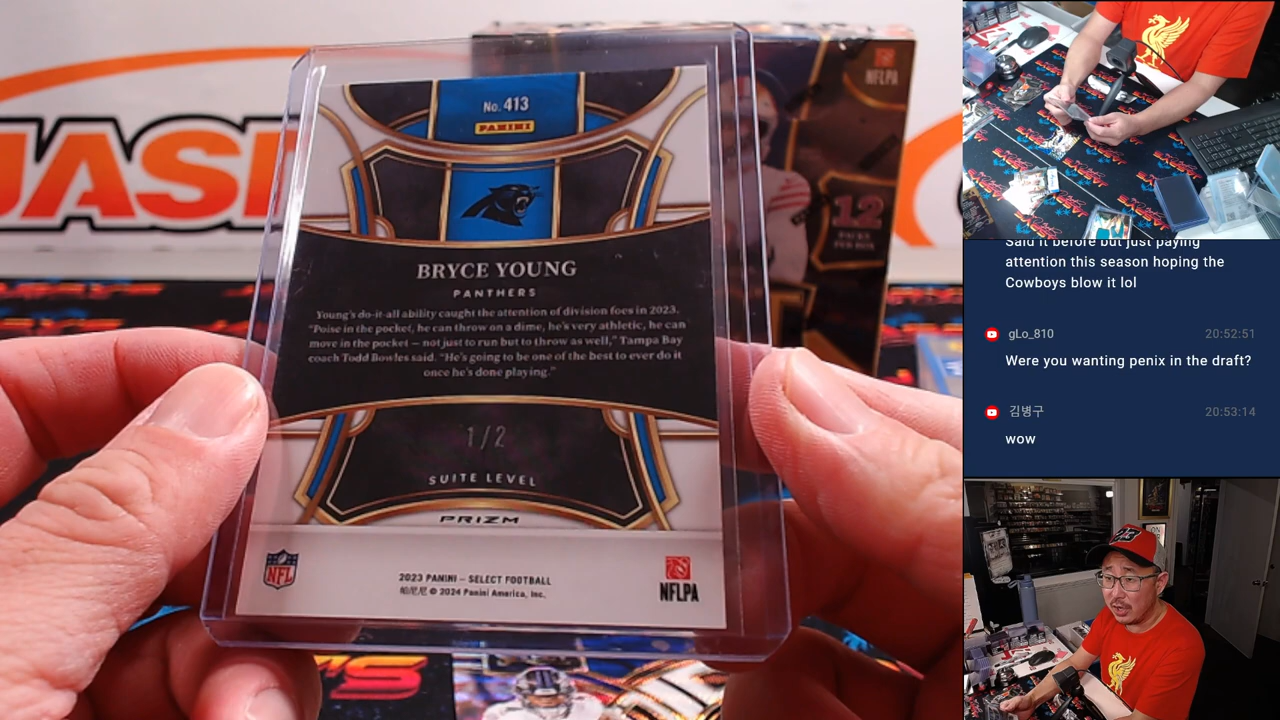 JASP
NFLPA
12
PACKS
PER BOX
No. 413
PANINI
BRYCE YOUNG
PANTHERS
Young's do-it-all ability caught the attention of division foes in 2023.
"Poise in the pocket, he can throw on a dime, he's very athletic, he can
move in the pocket — not just to run but to throw as well," Tampa Bay
coach Todd Bowles said. "He's going to be one of the best to ever do it
once he's done playing."
1/2
SUITE LEVEL
PRIZM
NFL
2023 PANINI – SELECT FOOTBALL
帕尼尼 © 2024 Panini America, Inc.
NFLPA
Said it before but just paying
attention this season hoping the
Cowboys blow it lol
gLo_810 20:52:51
Were you wanting penix in the draft?
김병구 20:53:14
wow